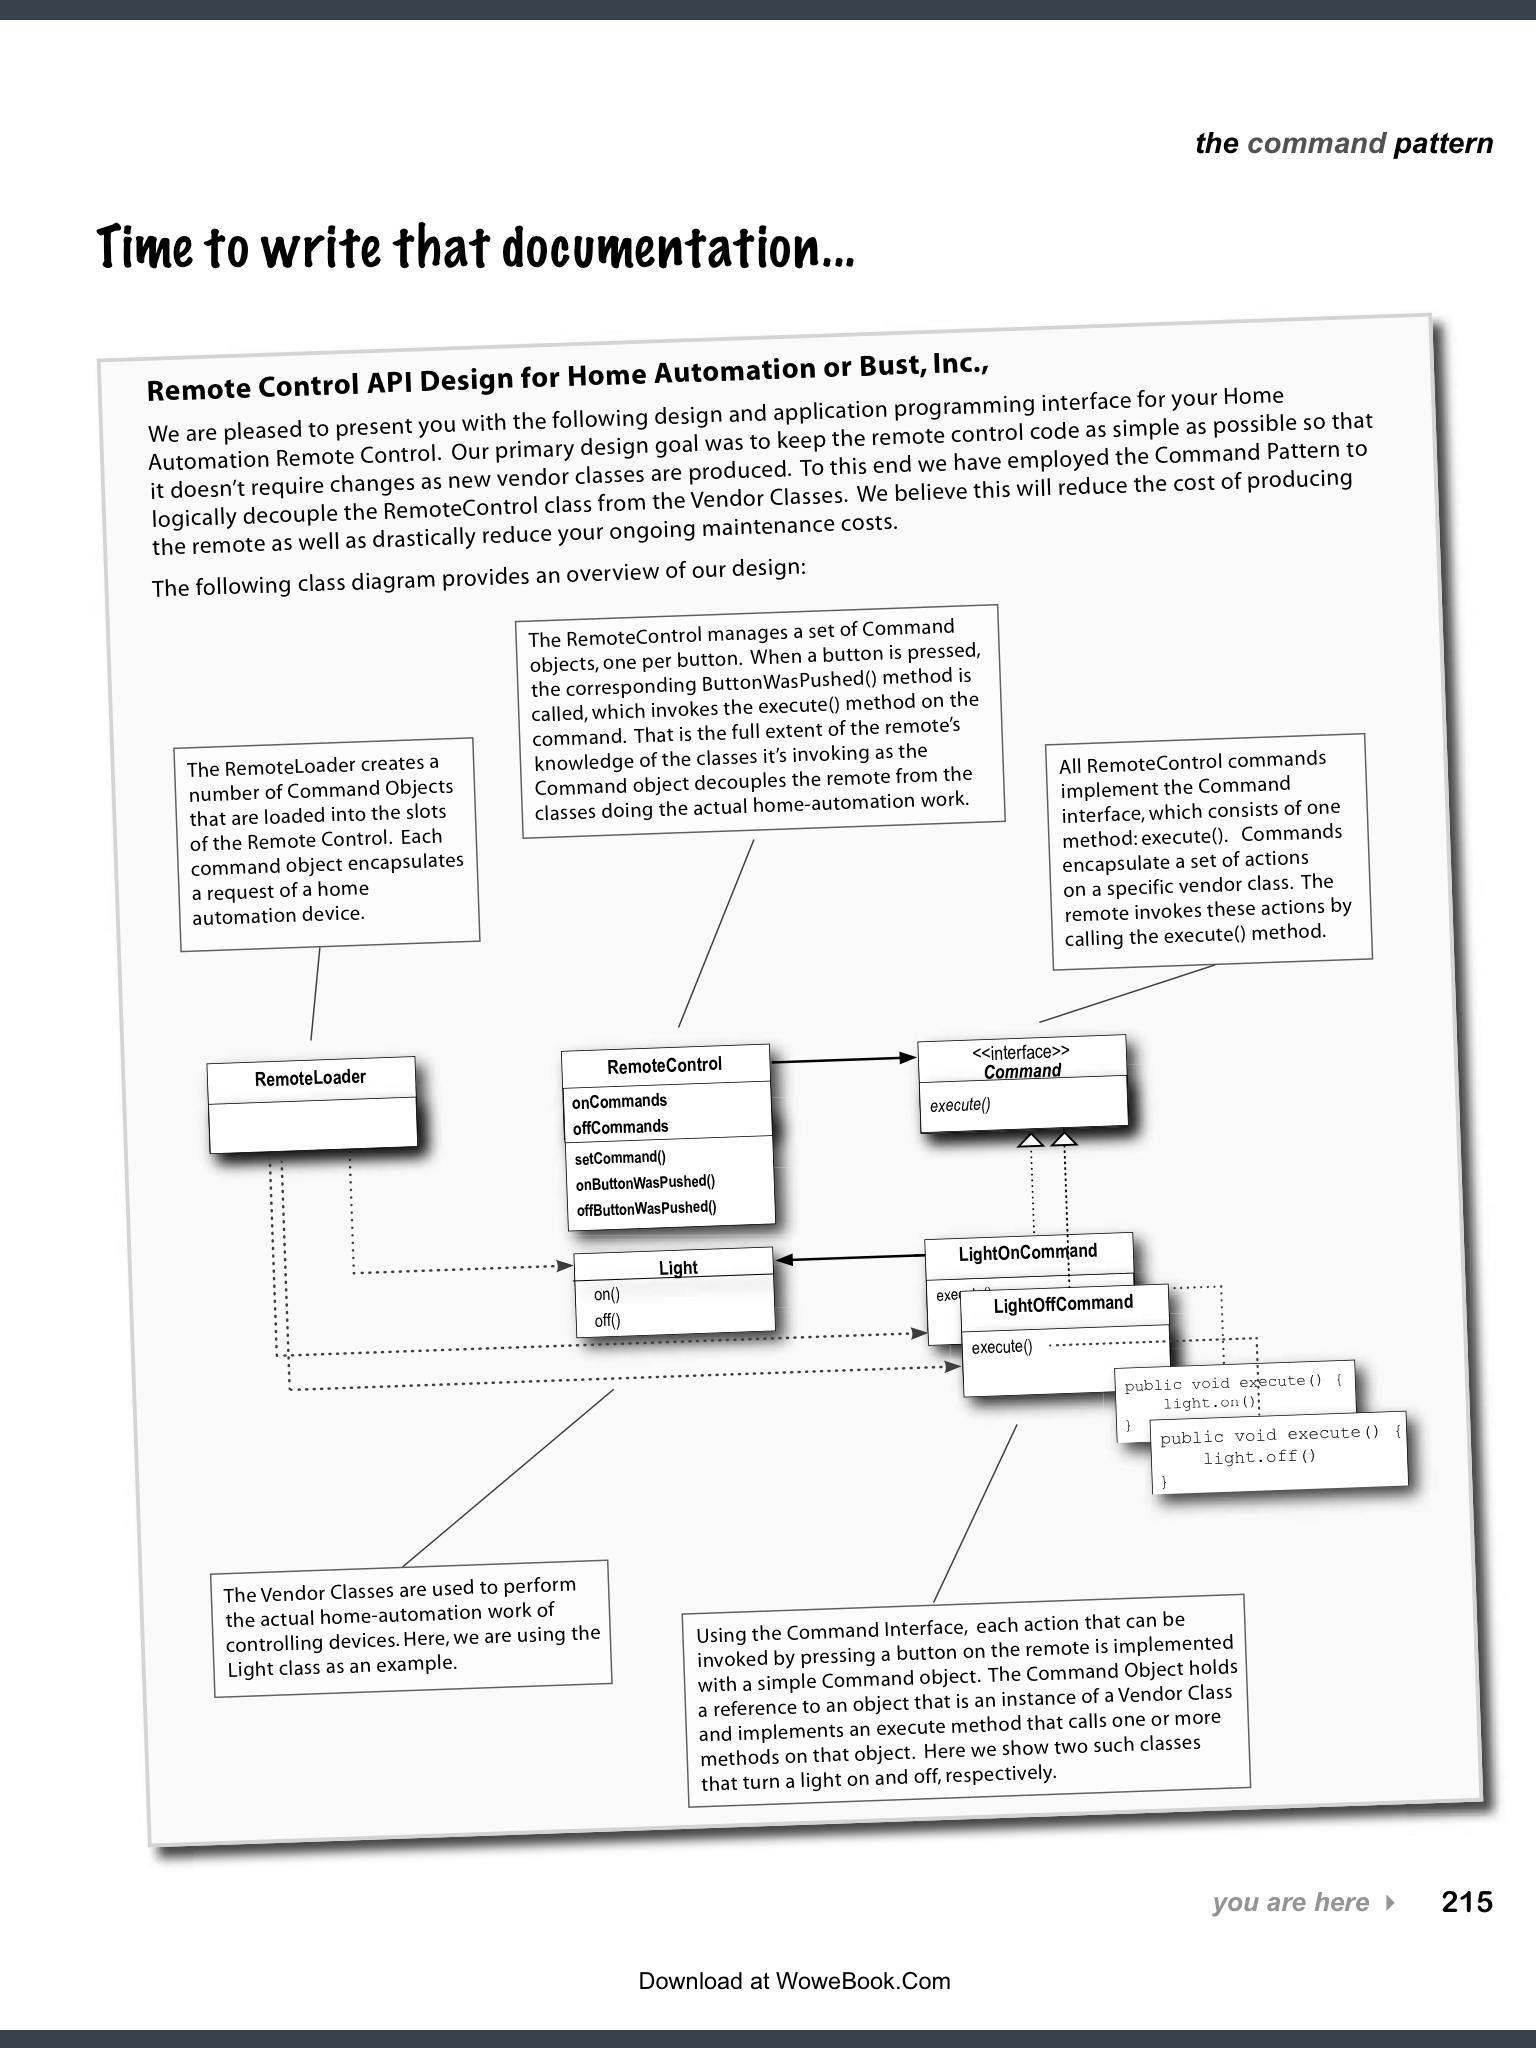 the command pattern
Time to write that documentation...
Remote Control API Design for Home Automation or Bust, Inc.,
We are pleased to present you with the following design and application programming interface for your Home
Automation Remote Control. Our primary design goal was to keep the remote control code as simple as possible so that
it doesn't require changes as new vendor classes are produced. To this end we have employed the Command Pattern to
logically decouple the RemoteControl class from the Vendor Classes. We believe this will reduce the cost of producing
the remote as well as drastically reduce your ongoing maintenance costs.
The following class diagram provides an overview of our design:
The RemoteControl manages a set of Command
objects, one per button. When a button is pressed,
the corresponding ButtonWasPushed() method is
called, which invokes the execute() method on the
command. That is the full extent of the remote's
knowledge of the classes it's invoking as the
Command object decouples the remote from the
classes doing the actual home-automation work.
The RemoteLoader creates a
number of Command Objects
that are loaded into the slots
of the Remote Control. Each
command object encapsulates
a request of a home
automation device.
All RemoteControl commands
implement the Command
interface, which consists of one
method: execute(). Commands
encapsulate a set of actions
on a specific vendor class. The
remote invokes these actions by
calling the execute() method.
RemoteLoader
RemoteControl
onCommands
offCommands
setCommand()
onButtonWasPushed()
offButtonWasPushed()
<<interface>>
Command
execute()
Light
on()
off()
LightOnCommand
LightOffCommand
execute()
public void execute() {
light.on()
}
public void execute() {
light.off()
}
The Vendor Classes are used to perform
the actual home-automation work of
controlling devices. Here, we are using the
Light class as an example.
Using the Command Interface, each action that can be
invoked by pressing a button on the remote is implemented
with a simple Command object. The Command Object holds
a reference to an object that is an instance of a Vendor Class
and implements an execute method that calls one or more
methods on that object. Here we show two such classes
that turn a light on and off, respectively.
you are here 215
Download at WoweBook.Com